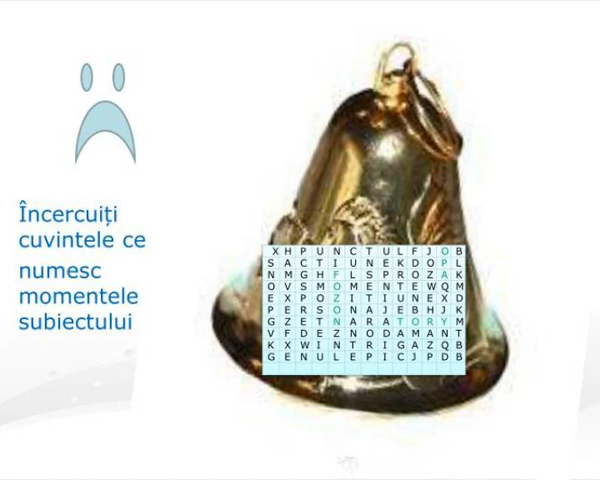 Încercuiți
cuvintele ce
numesc
momentele
subiectului
X H P U N C T U L F J O B
S A C T I U N E K D O P L
N M G H F L S P R O Z A K
O V S M O M E N T E W Q M
E X P O Z I T I U N E X D
P E R S O N A J E B H J K
G Z E T N A R A T O R Y M
V F D E Z N O D A M A N T
K X W I N T R I G A Z Q B
G E N U L E P I C J P D B